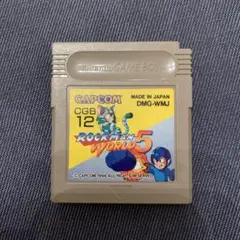 Nintendo GAME BOY
CAPCOM
MADE IN JAPAN
DMG-WMJ
CGB
12
ROCKMAN
WORLD 5